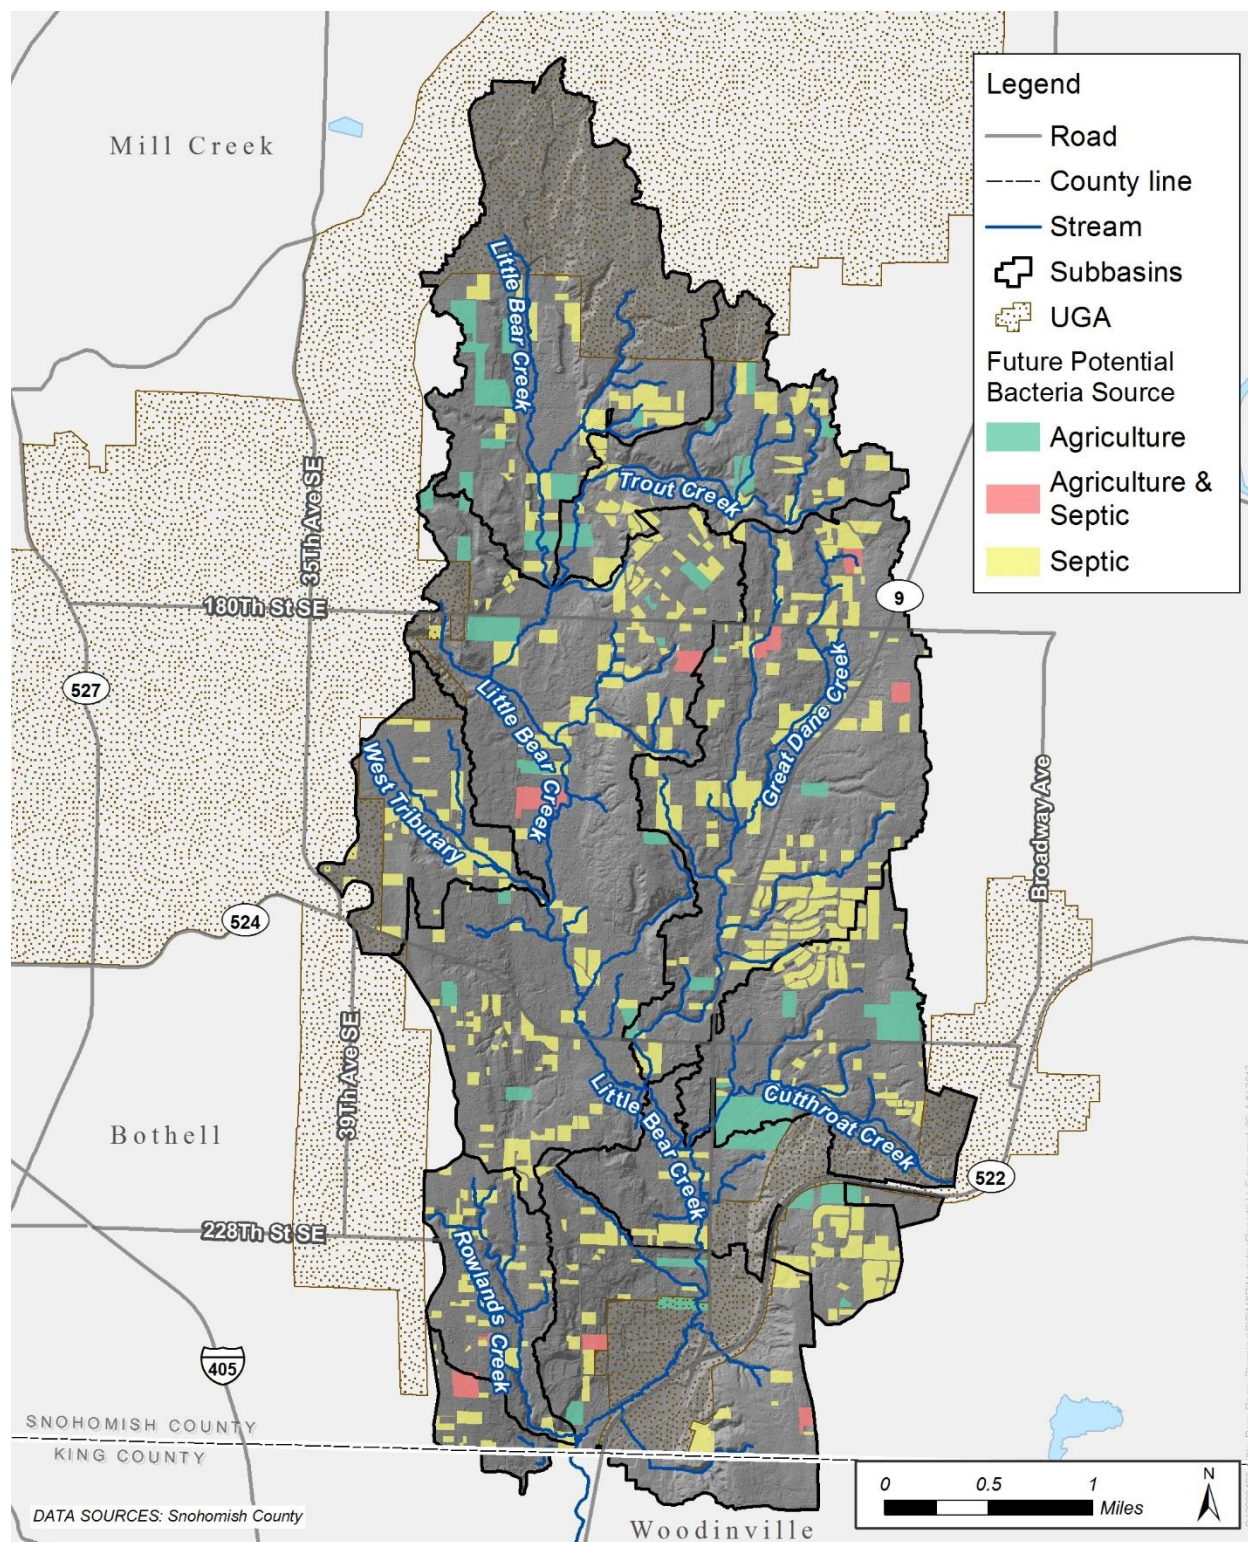 Legend
Road
County line
Stream
Subbasins
UGA
Future Potential
Bacteria Source
Agriculture
Agriculture &
Septic
Septic
Mill Creek
Little Bear Creek
Trout Creek
35Th Ave SE
9
180Th St SE
527
Little Bear Creek
Great Dane Creek
West Tributary
Broadway Ave
524
39Th Ave SE
Little Bear Creek
Cutthroat Creek
Bothell
522
228Th St SE
Rowlands Creek
405
SNOHOMISH COUNTY
KING COUNTY
0 0.5 1
Miles
N
DATA SOURCES: Snohomish County
Woodinville